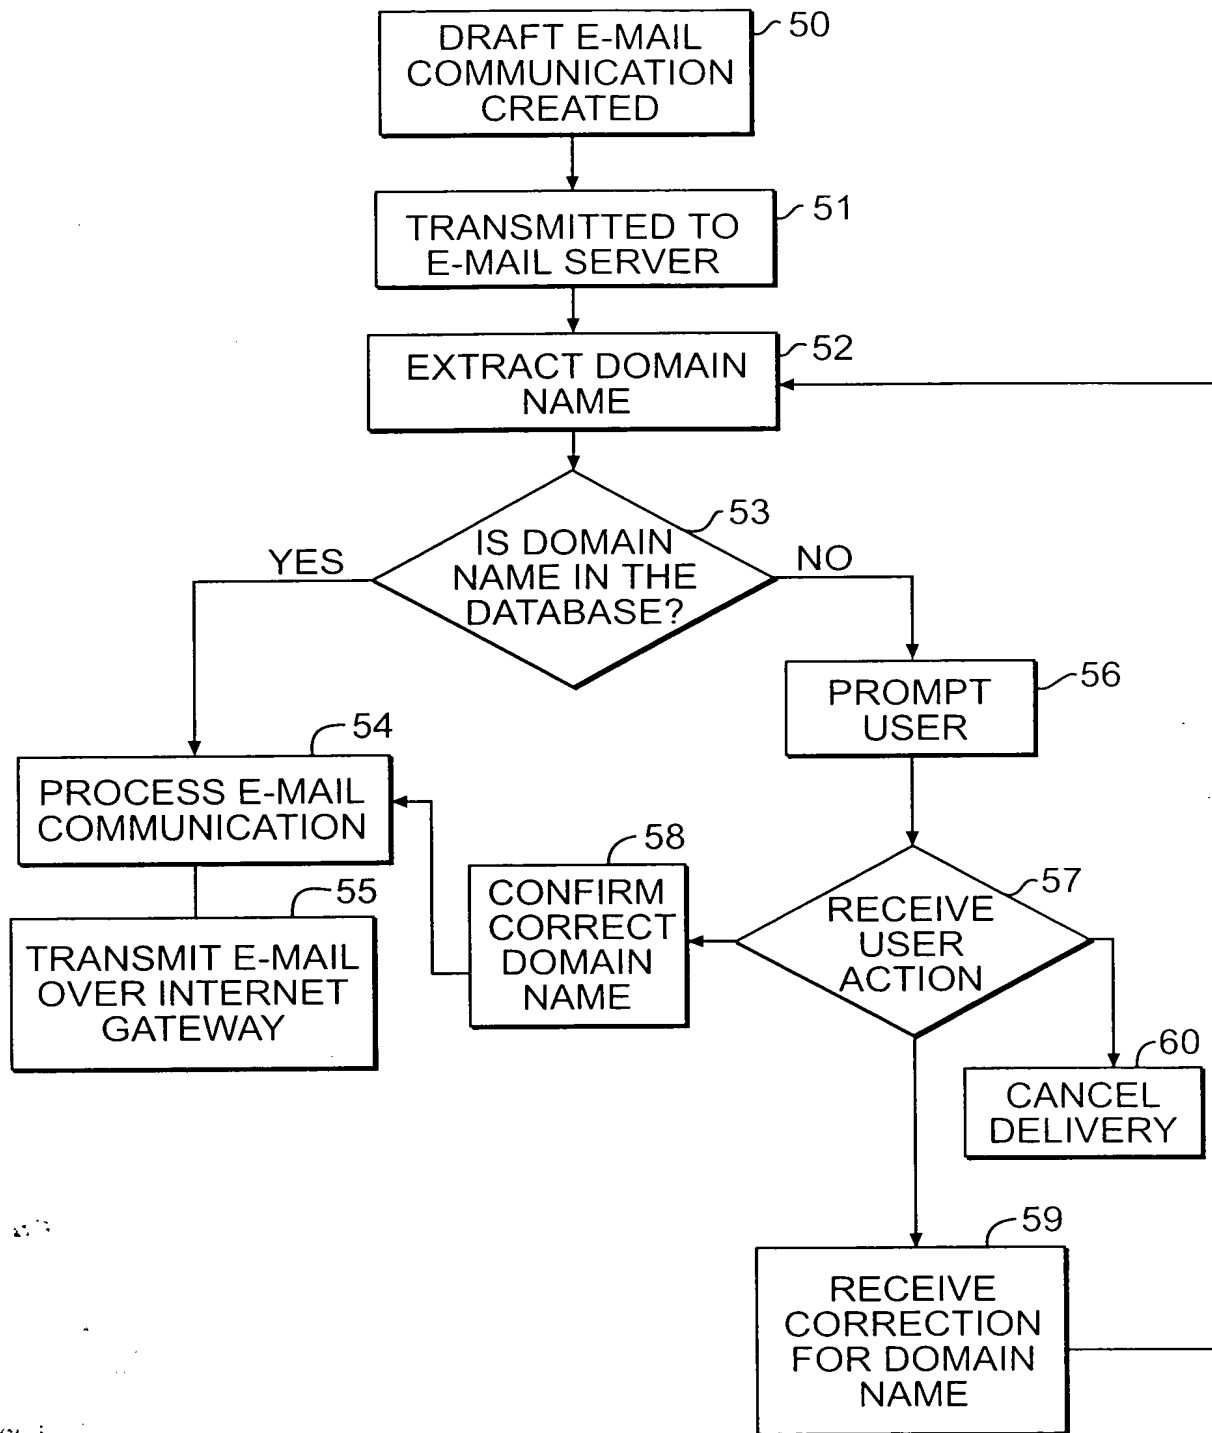 50
DRAFT E-MAIL
COMMUNICATION
CREATED
51
TRANSMITTED TO
E-MAIL SERVER
52
EXTRACT DOMAIN
NAME
53
IS DOMAIN
NAME IN THE
DATABASE?
YES
NO
56
PROMPT
USER
54
PROCESS E-MAIL
COMMUNICATION
58
CONFIRM
CORRECT
DOMAIN
NAME
57
RECEIVE
USER
ACTION
55
TRANSMIT E-MAIL
OVER INTERNET
GATEWAY
60
CANCEL
DELIVERY
59
RECEIVE
CORRECTION
FOR DOMAIN
NAME